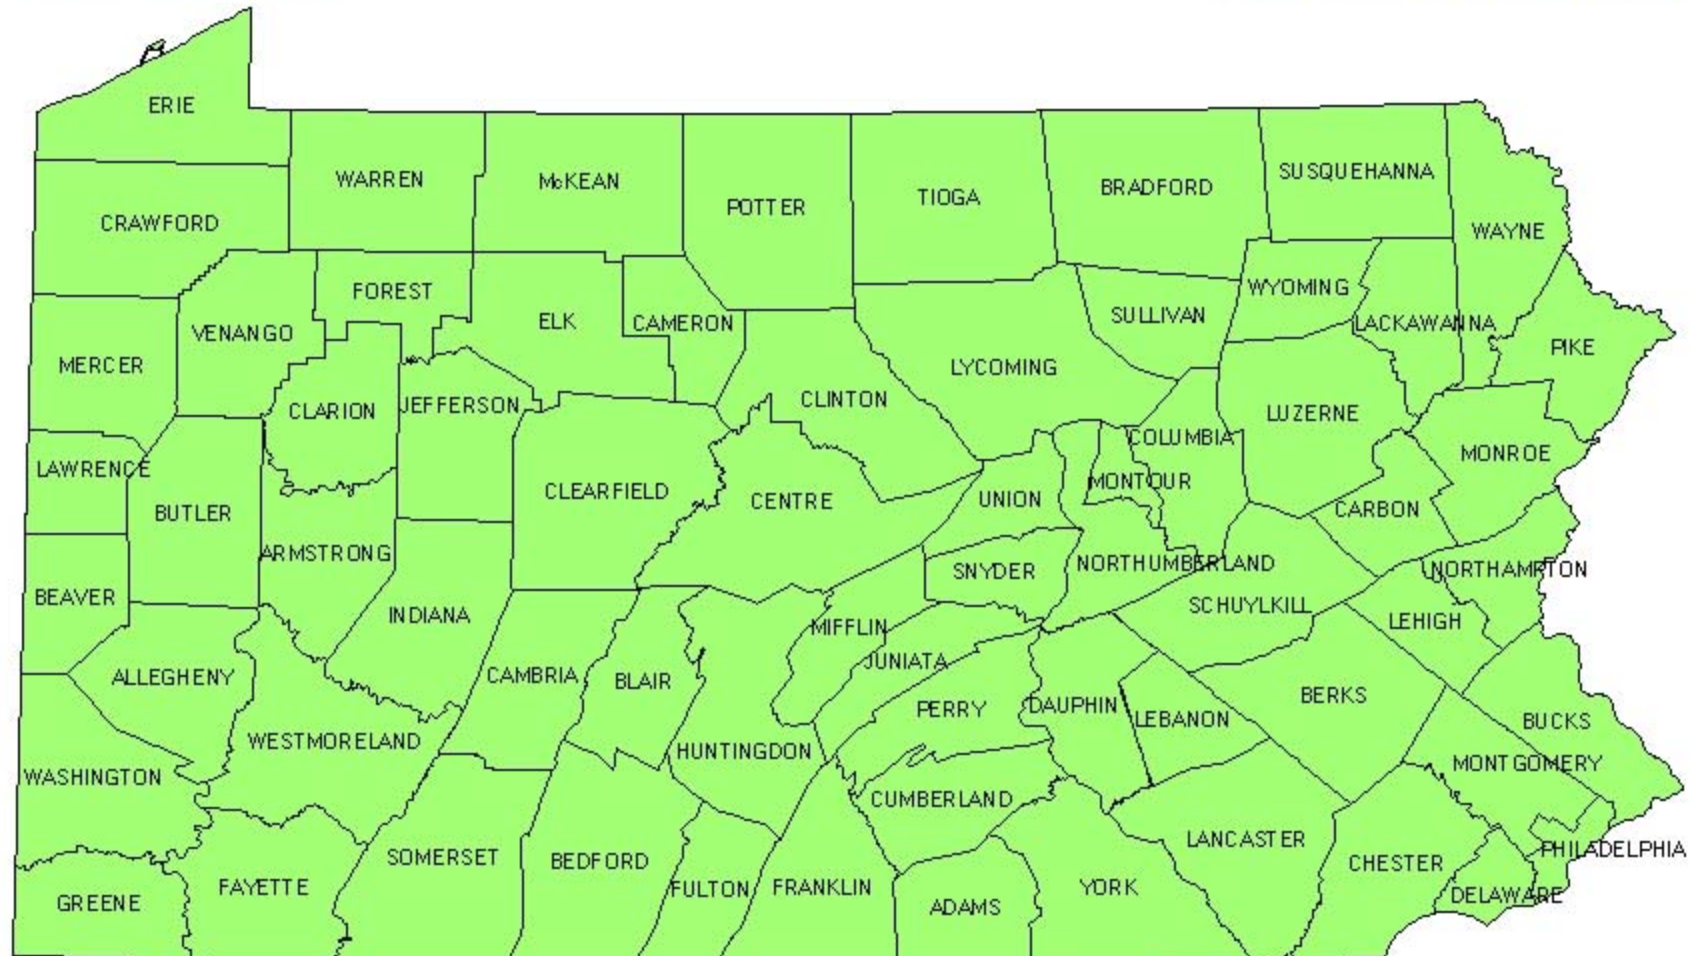 ERIE
WARREN
McKEAN
POTTER
TIOGA
BRADFORD
SUSQUEHANNA
WAYNE
CRAWFORD
FOREST
ELK
CAMERON
WYOMING
SULLIVAN
LACKAWANNA
PIKE
VENANGO
MERCER
LYCOMING
CLINTON
CLARION
JEFFERSON
LUZERNE
COLUMBIA
MONROE
LAWRENCE
MONTOUR
CLEARFIELD
CENTRE
UNION
CARBON
BUTLER
ARMSTRONG
SNYDER
NORTHUMBERLAND
NORTHAMPTON
BEAVER
INDIANA
SCHUYLKILL
LEHIGH
MIFFLIN
JUNIATA
ALLEGHENY
CAMBRIA
BLAIR
BERKS
PERRY
DAUPHIN
LEBANON
BUCKS
WESTMORELAND
HUNTINGDON
MONTGOMERY
WASHINGTON
CUMBERLAND
LANCASTER
PHILADELPHIA
SOMERSET
BEDFORD
CHESTER
GREENE
FAYETTE
FULTON
FRANKLIN
ADAMS
YORK
DELAWARE